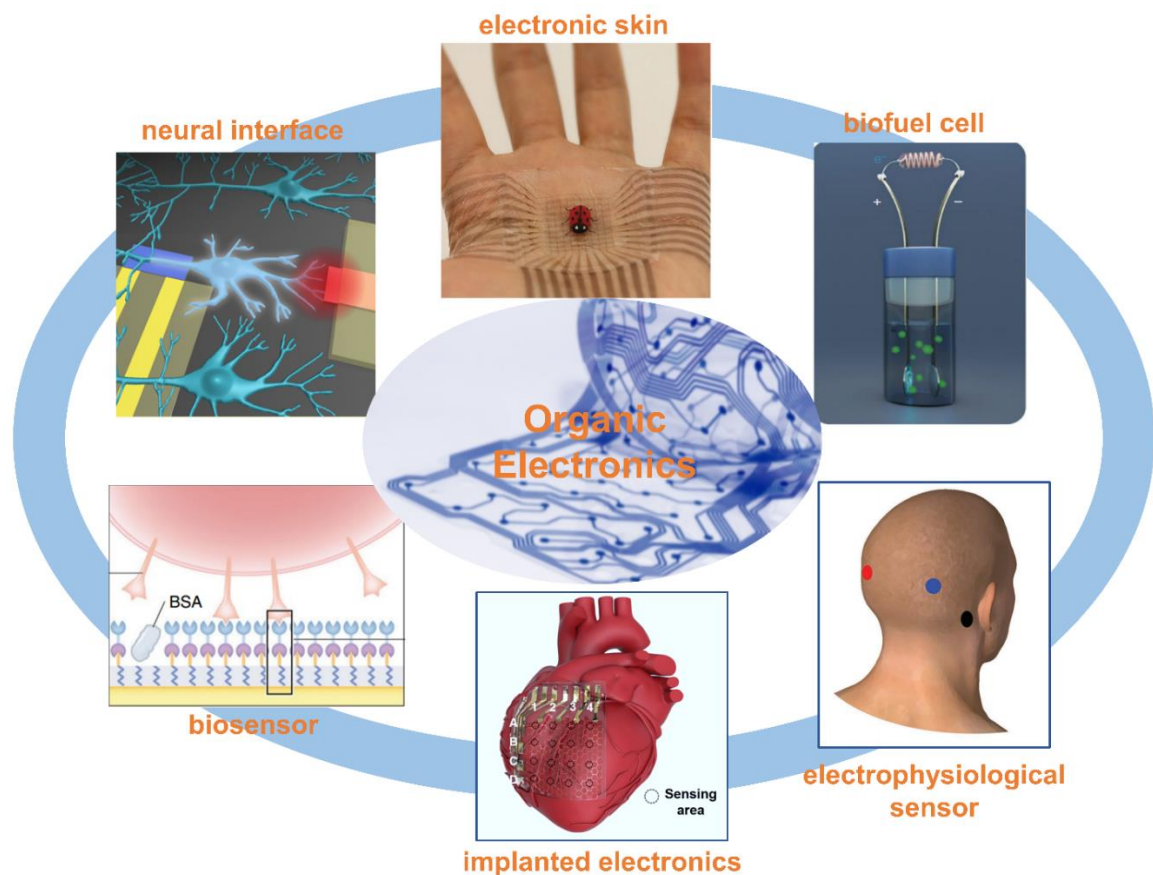 electronic skin
neural interface
biofuel cell
e⁻
+
−
Organic
Electronics
BSA
biosensor
1 2 3 4
A
B
C
D
Sensing
area
implanted electronics
electrophysiological
sensor